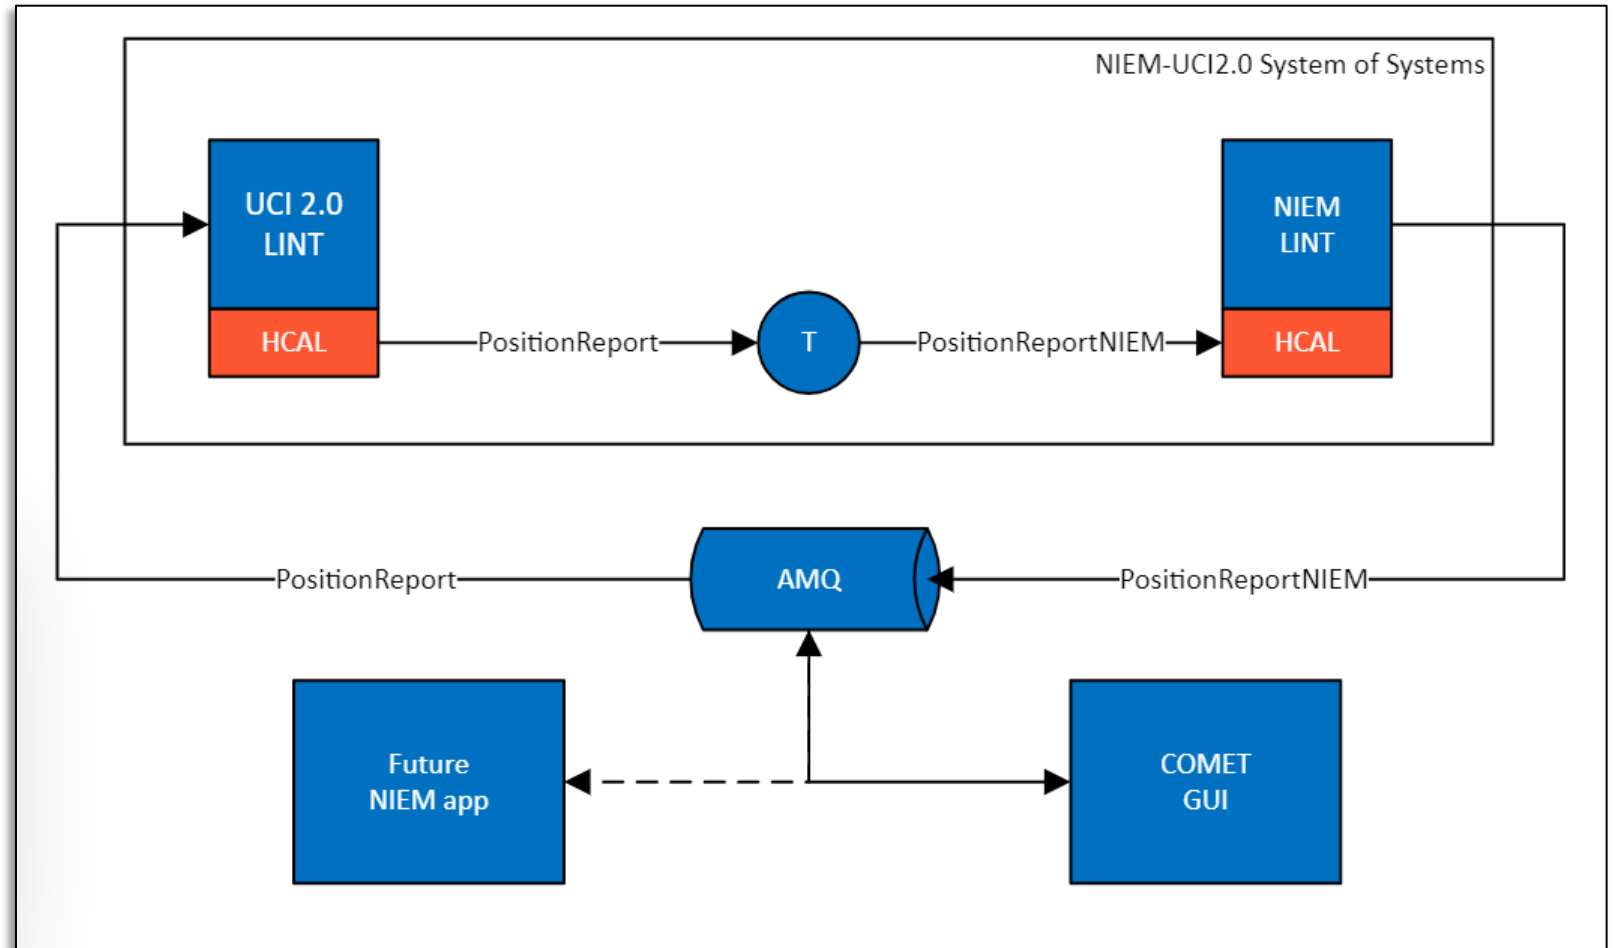 NIEM-UCI2.0 System of Systems
UCI 2.0
LINT
HCAL
PositionReport
T
PositionReportNIEM
NIEM
LINT
HCAL
PositionReport
AMQ
PositionReportNIEM
Future
NIEM app
COMET
GUI